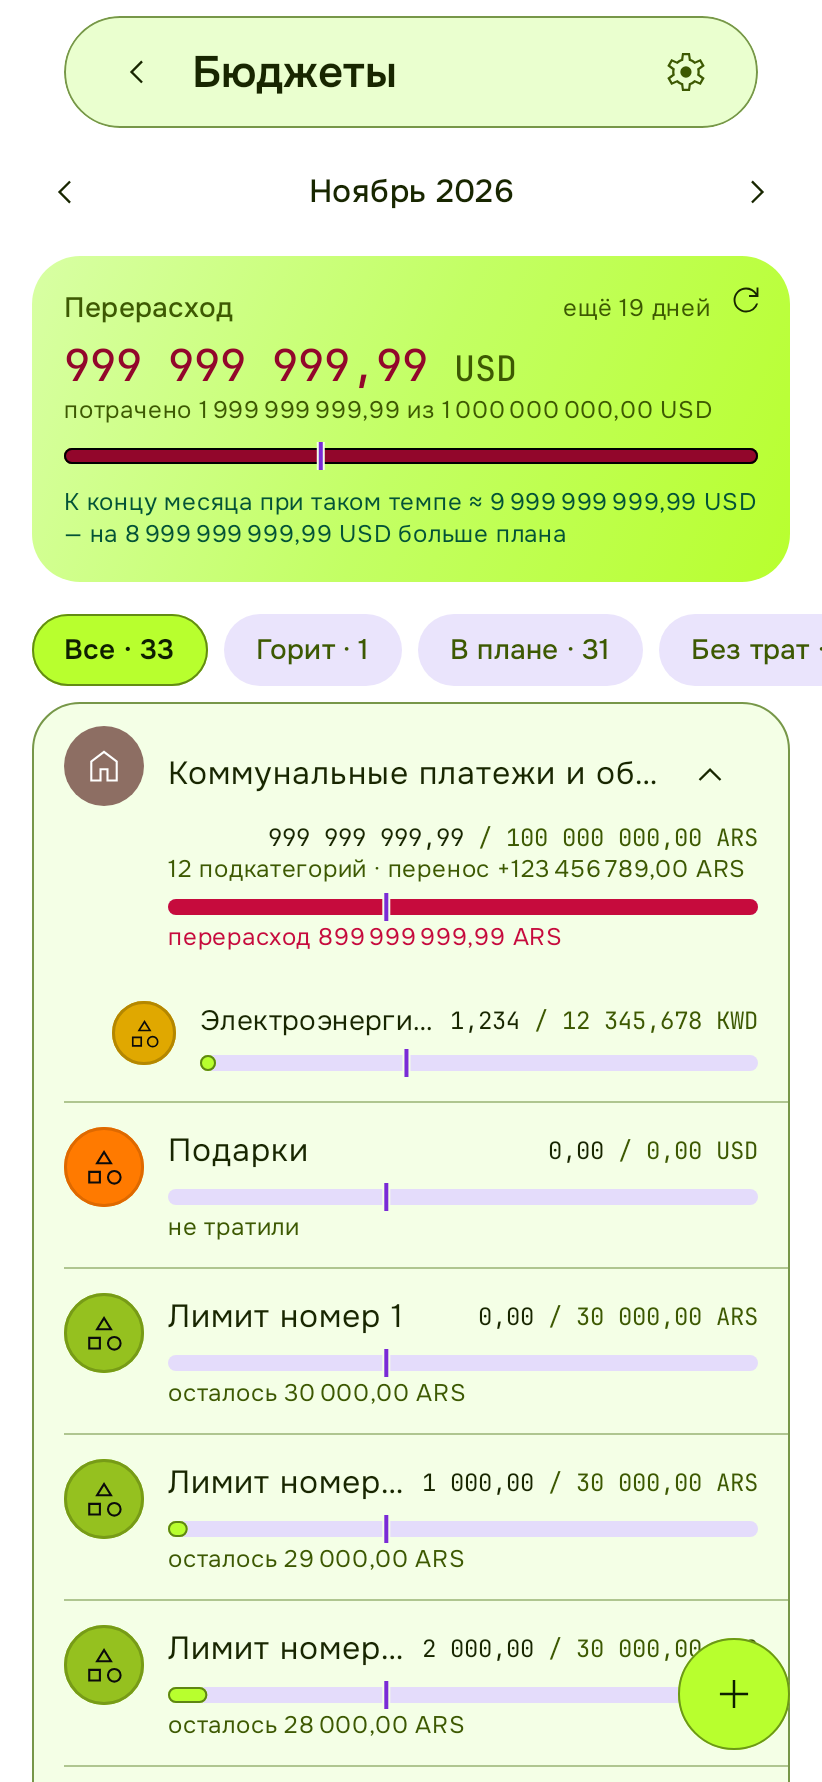 Бюджеты
Ноябрь 2026
Перерасход
ещё 19 дней
999 999 999,99 USD
потрачено 1 999 999 999,99 из 1 000 000 000,00 USD
К концу месяца при таком темпе ≈ 9 999 999 999,99 USD
— на 8 999 999 999,99 USD больше плана
Все · 33
Горит · 1
В плане · 31
Без трат ·
Коммунальные платежи и об...
999 999 999,99 / 100 000 000,00 ARS
12 подкатегорий · перенос +123 456 789,00 ARS
перерасход 899 999 999,99 ARS
Электроэнерги... 1,234 / 12 345,678 KWD
Подарки 0,00 / 0,00 USD
не тратили
Лимит номер 1 0,00 / 30 000,00 ARS
осталось 30 000,00 ARS
Лимит номер... 1 000,00 / 30 000,00 ARS
осталось 29 000,00 ARS
Лимит номер... 2 000,00 / 30 000,00
осталось 28 000,00 ARS